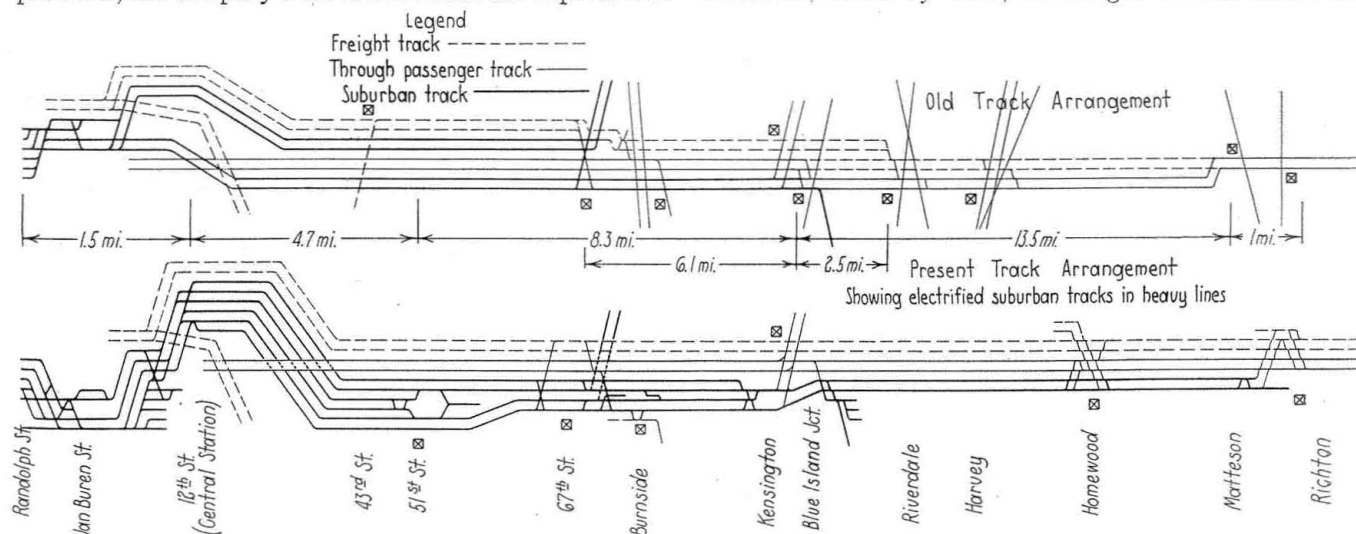 Legend
Freight track
Through passenger track
Suburban track
Old Track Arrangement
1.5 mi.
4.7 mi.
8.3 mi.
13.5 mi.
1 mi.
6.1 mi.
2.5 mi.
Present Track Arrangement
Showing electrified suburban tracks in heavy lines
Randolph St.
Van Buren St.
12th St.
(Central Station)
43rd St.
51st St.
67th St.
Burnside
Kensington
Blue Island Jct.
Riverdale
Harvey
Homewood
Matteson
Richton